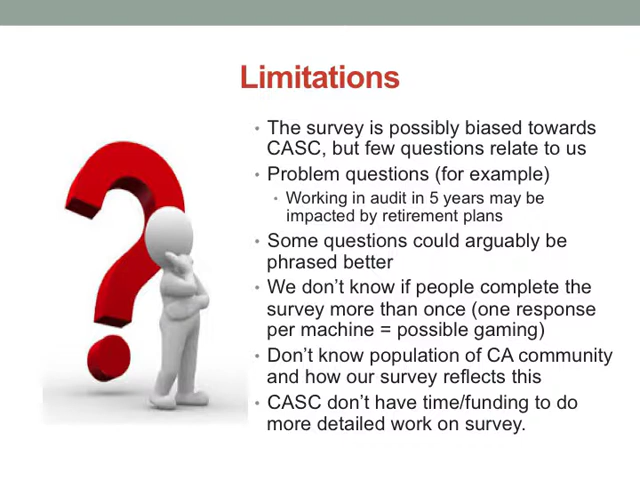 Limitations
• The survey is possibly biased towards
CASC, but few questions relate to us
• Problem questions (for example)
• Working in audit in 5 years may be
impacted by retirement plans
• Some questions could arguably be
phrased better
• We don’t know if people complete the
survey more than once (one response
per machine = possible gaming)
• Don’t know population of CA community
and how our survey reflects this
• CASC don’t have time/funding to do
more detailed work on survey.